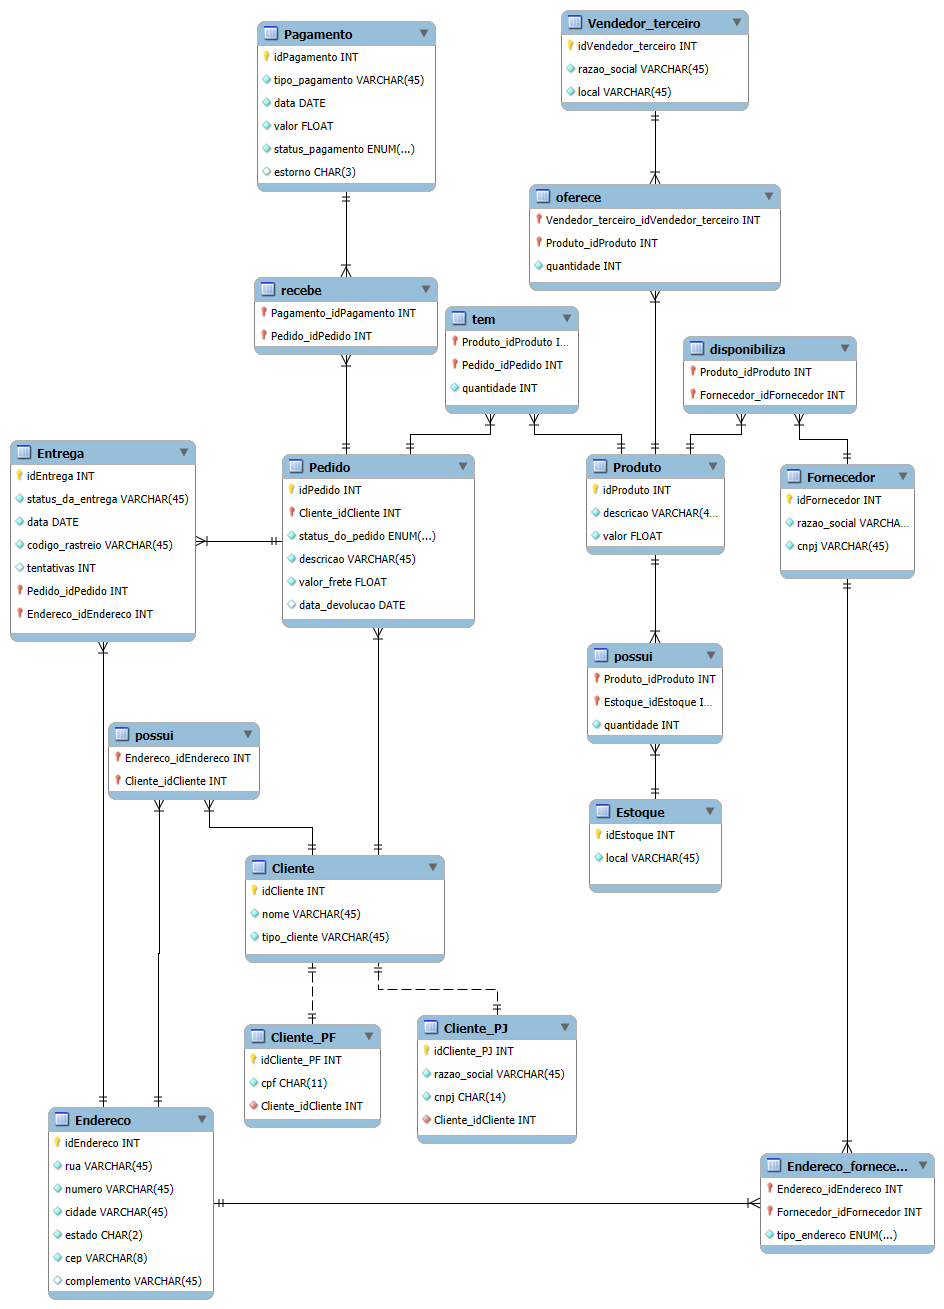 Pagamento
idPagamento INT
tipo_pagamento VARCHAR(45)
data DATE
valor FLOAT
status_pagamento ENUM(...)
estorno CHAR(3)
Vendedor_terceiro
idVendedor_terceiro INT
razao_social VARCHAR(45)
local VARCHAR(45)
oferece
Vendedor_terceiro_idVendedor_terceiro INT
Produto_idProduto INT
quantidade INT
recebe
Pagamento_idPagamento INT
Pedido_idPedido INT
tem
Produto_idProduto I...
Pedido_idPedido INT
quantidade INT
disponibiliza
Produto_idProduto INT
Fornecedor_idFornecedor INT
Entrega
idEntrega INT
status_da_entrega VARCHAR(45)
data DATE
codigo_rastreio VARCHAR(45)
tentativas INT
Pedido_idPedido INT
Endereco_idEndereco INT
Pedido
idPedido INT
Cliente_idCliente INT
status_do_pedido ENUM(...)
descricao VARCHAR(45)
valor_frete FLOAT
data_devolucao DATE
Produto
idProduto INT
descricao VARCHAR(4...
valor FLOAT
Fornecedor
idFornecedor INT
razao_social VARCHA...
cnpj VARCHAR(45)
possui
Produto_idProduto INT
Estoque_idEstoque I...
quantidade INT
possui
Endereco_idEndereco INT
Cliente_idCliente INT
Estoque
idEstoque INT
local VARCHAR(45)
Cliente
idCliente INT
nome VARCHAR(45)
tipo_cliente VARCHAR(45)
Cliente_PF
idCliente_PF INT
cpf CHAR(11)
Cliente_idCliente INT
Cliente_PJ
idCliente_PJ INT
razao_social VARCHAR(45)
cnpj CHAR(14)
Cliente_idCliente INT
Endereco
idEndereco INT
rua VARCHAR(45)
numero VARCHAR(45)
cidade VARCHAR(45)
estado CHAR(2)
cep VARCHAR(8)
complemento VARCHAR(45)
Endereco_fornece...
Endereco_idEndereco INT
Fornecedor_idFornecedor INT
tipo_endereco ENUM(...)